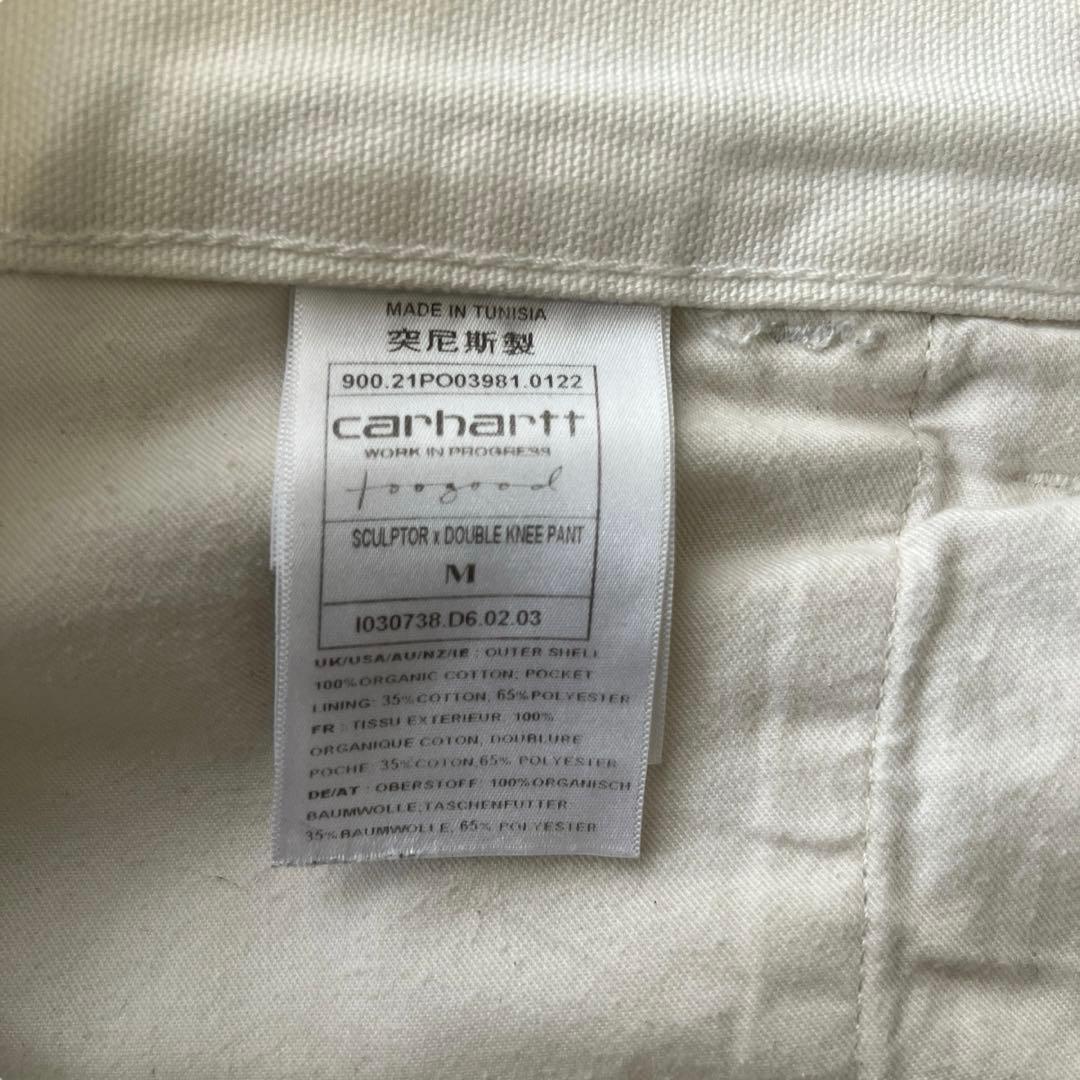 MADE IN TUNISIA
突尼斯製
900.21PO03981.0122
carhartt
WORK IN PROGRESS
toogood
SCULPTOR x DOUBLE KNEE PANT
M
I030738.D6.02.03
UK/USA/AU/NZ/IE : OUTER SHELL
100% ORGANIC COTTON; POCKET
LINING: 35% COTTON, 65% POLYESTER
FR : TISSU EXTERIEUR, 100%
ORGANIQUE COTON, DOUBLURE
POCHE: 35% COTON, 65% POLYESTER
DE/AT : OBERSTOFF: 100% ORGANISCH
BAUMWOLLE, TASCHENFUTTER
35% BAUMWOLLE, 65% POLYESTER